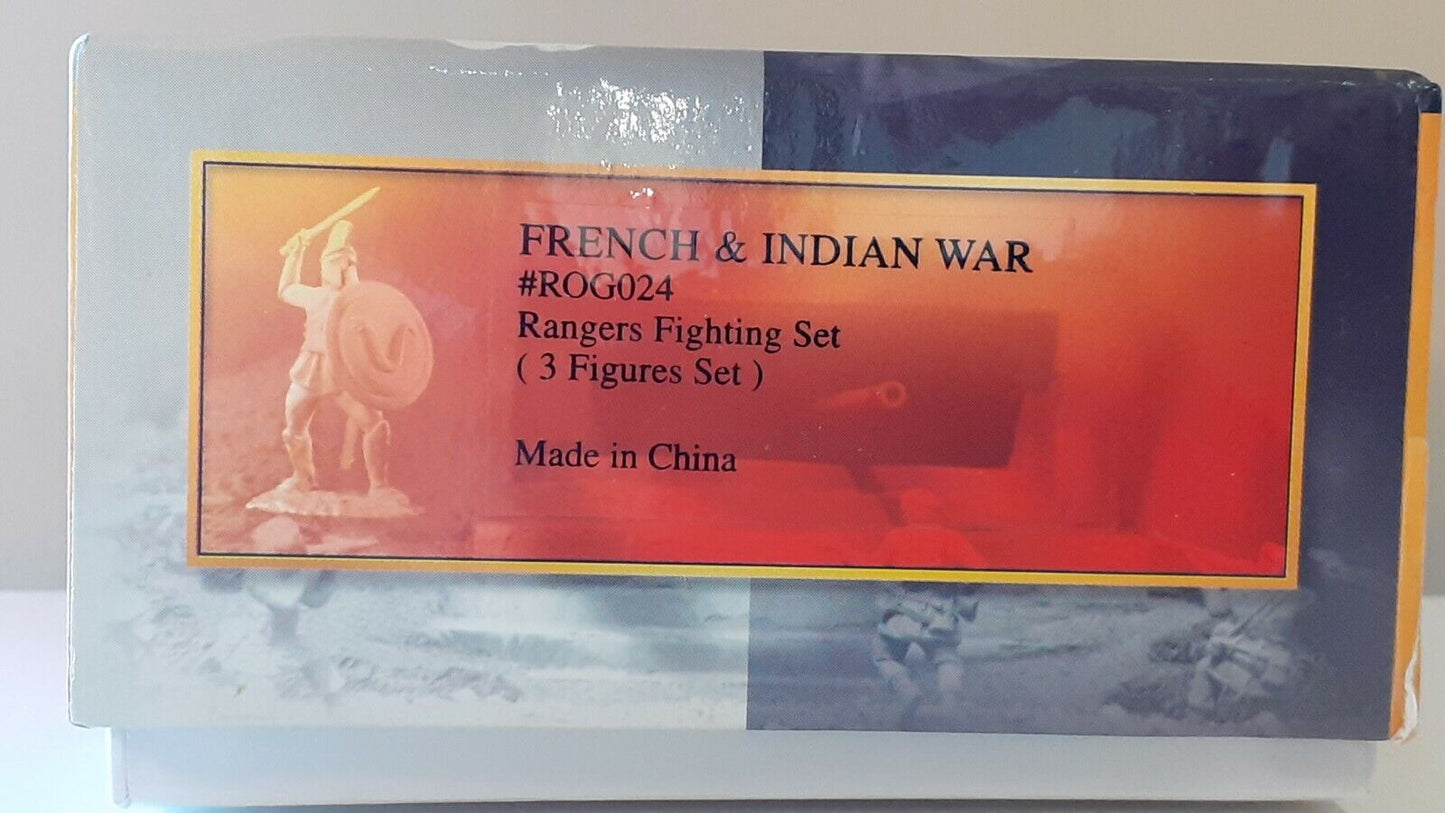 FRENCH & INDIAN WAR
#ROG024
Rangers Fighting Set
( 3 Figures Set )
Made in China